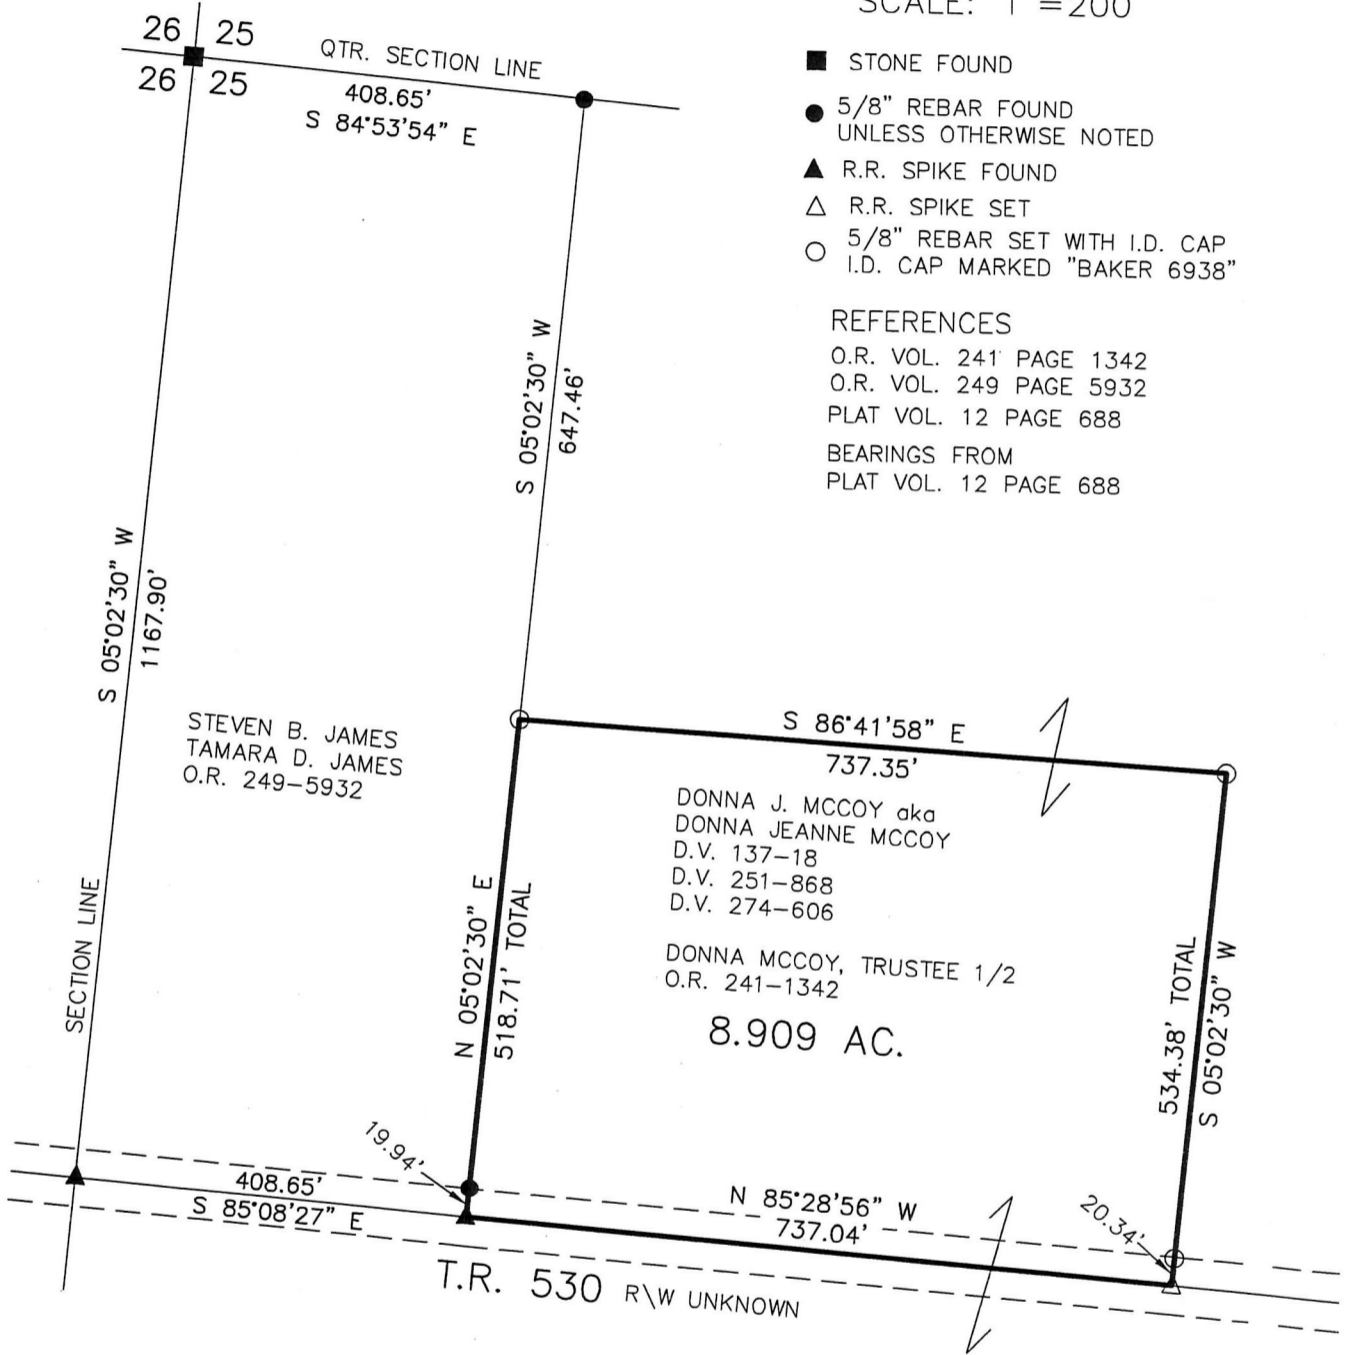 SCALE: 1"=200'
26 25
26 25
QTR. SECTION LINE
408.65'
S 84°53'54" E
STONE FOUND
5/8" REBAR FOUND
UNLESS OTHERWISE NOTED
R.R. SPIKE FOUND
R.R. SPIKE SET
5/8" REBAR SET WITH I.D. CAP
I.D. CAP MARKED "BAKER 6938"
REFERENCES
O.R. VOL. 241 PAGE 1342
O.R. VOL. 249 PAGE 5932
PLAT VOL. 12 PAGE 688
BEARINGS FROM
PLAT VOL. 12 PAGE 688
S 05°02'30" W
647.46'
S 05°02'30" W
1167.90'
STEVEN B. JAMES
TAMARA D. JAMES
O.R. 249-5932
SECTION LINE
S 86°41'58" E
737.35'
DONNA J. MCCOY aka
DONNA JEANNE MCCOY
D.V. 137-18
D.V. 251-868
D.V. 274-606
DONNA MCCOY, TRUSTEE 1/2
O.R. 241-1342
8.909 AC.
N 05°02'30" E
518.71' TOTAL
534.38' TOTAL
S 05°02'30" W
19.94'
408.65'
S 85°08'27" E
N 85°28'56" W
737.04'
20.34'
T.R. 530 R\W UNKNOWN